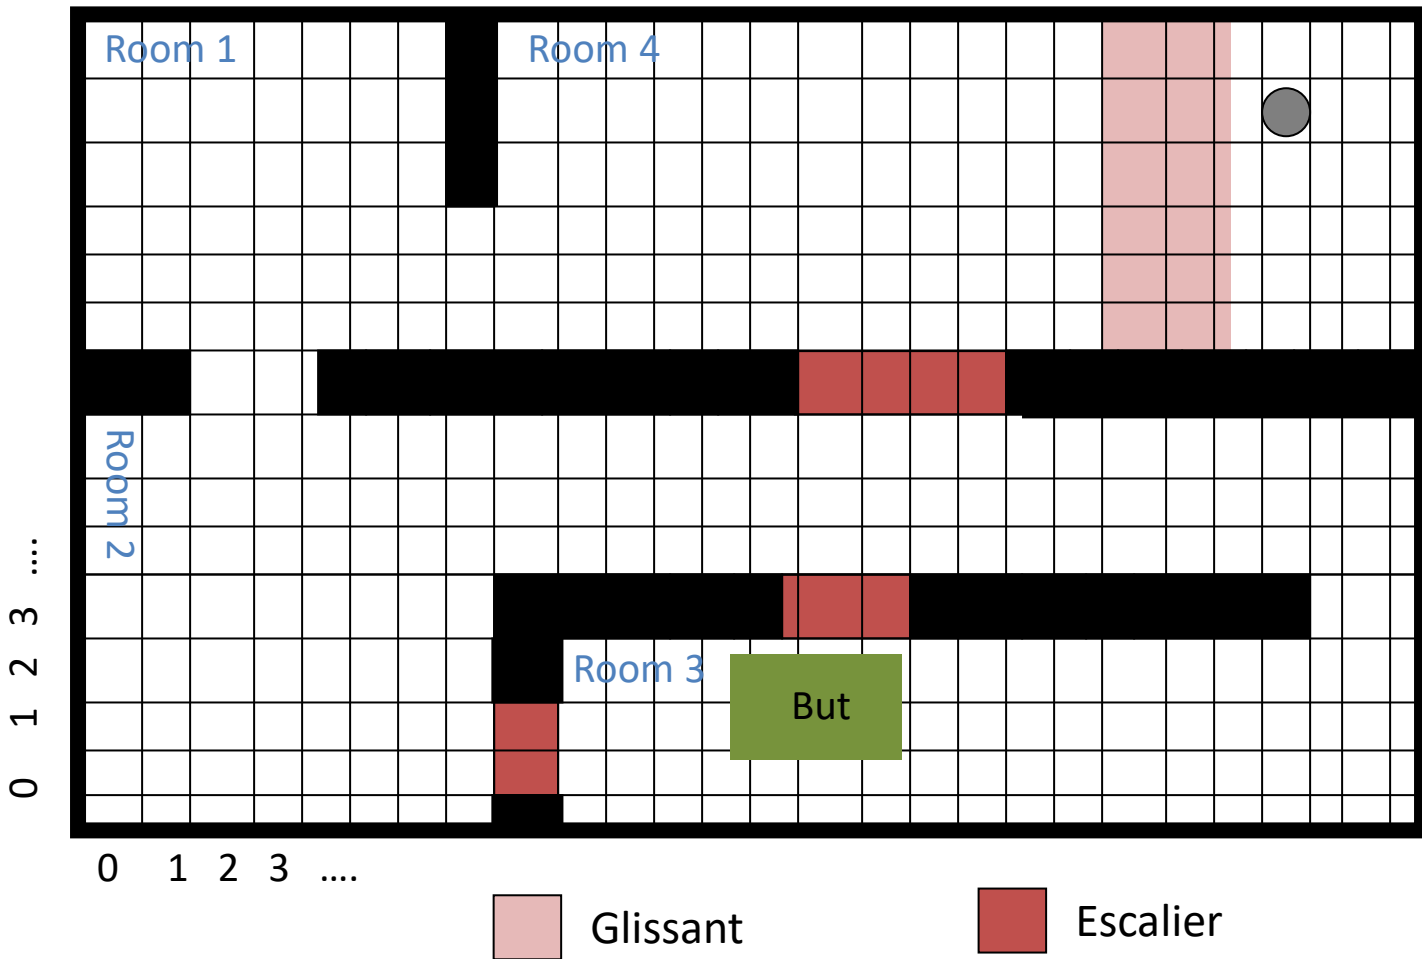 Room 1
Room 4
Room 2
Room 3
But
....
3
2
1
0
0 1 2 3 ....
Glissant
Escalier